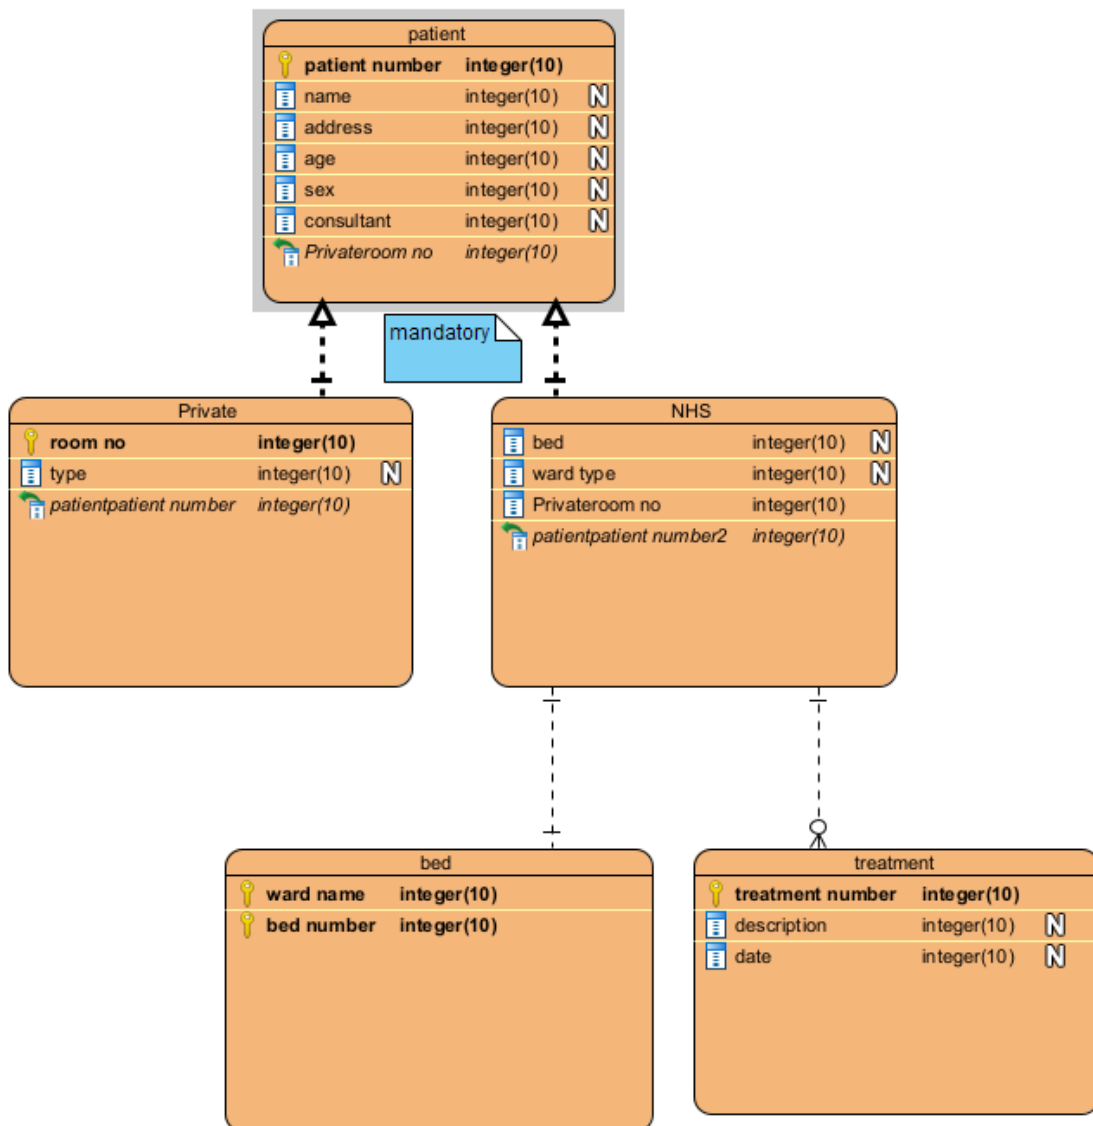 patient
patient number integer(10)
name integer(10) N
address integer(10) N
age integer(10) N
sex integer(10) N
consultant integer(10) N
Privateroom no integer(10)
mandatory
Private
room no integer(10)
type integer(10) N
patientpatient number integer(10)
NHS
bed integer(10) N
ward type integer(10) N
Privateroom no integer(10)
patientpatient number2 integer(10)
bed
ward name integer(10)
bed number integer(10)
treatment
treatment number integer(10)
description integer(10) N
date integer(10) N